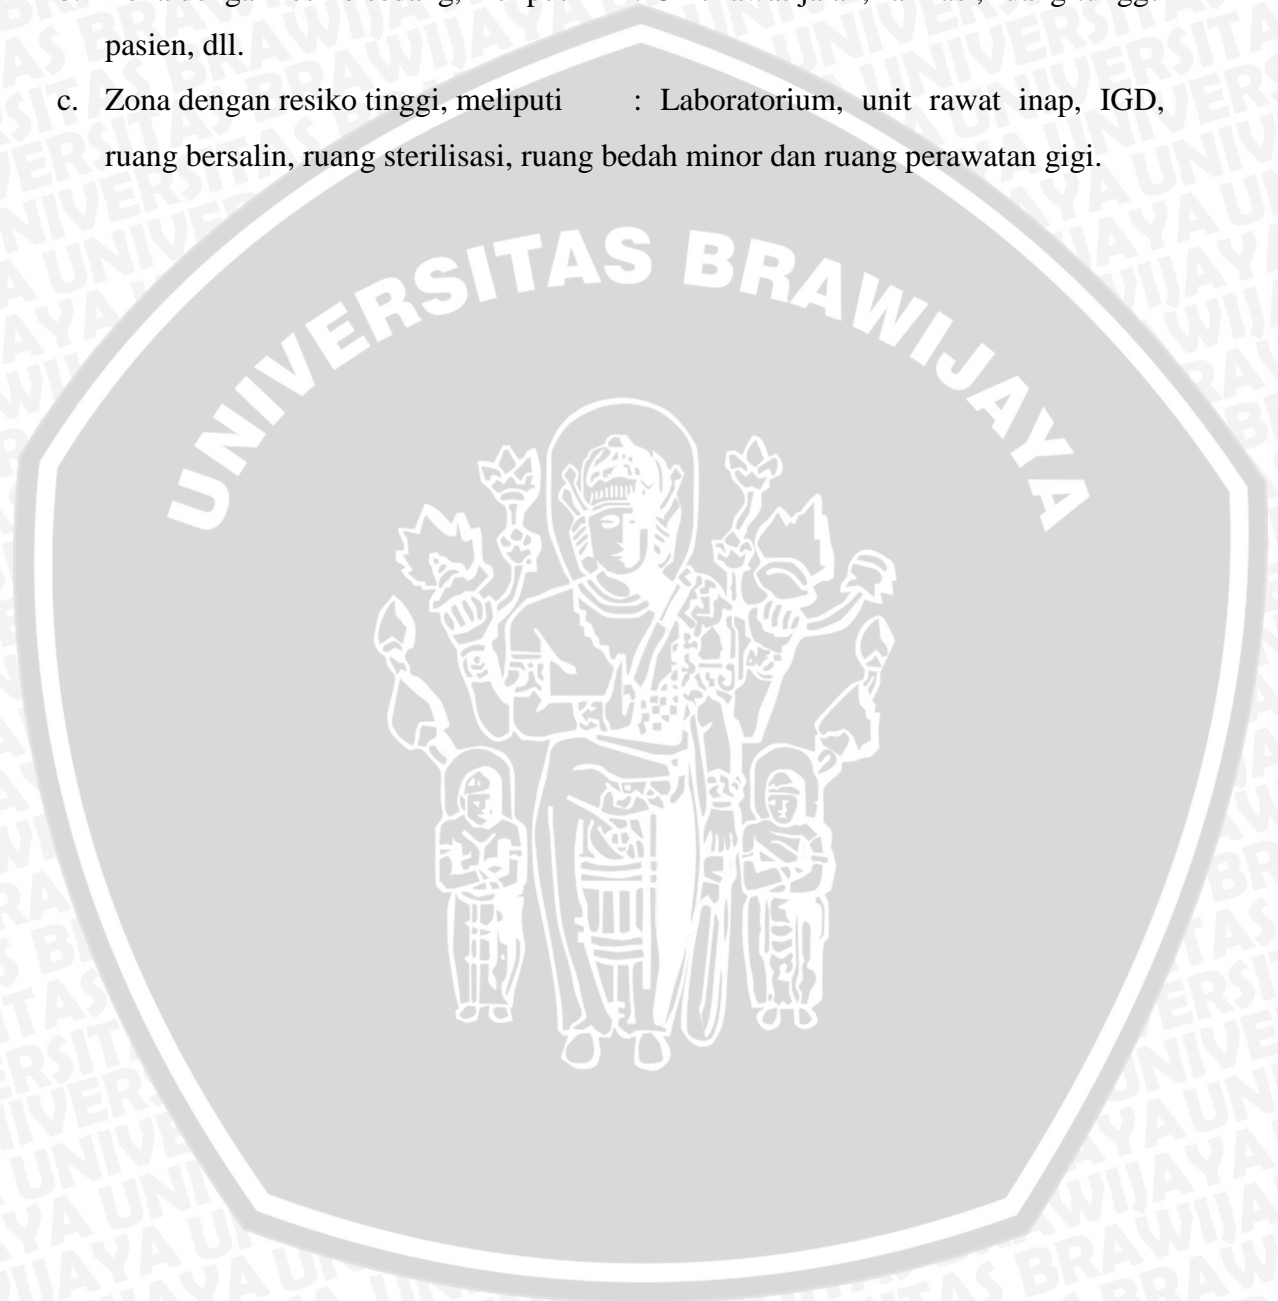 pasien, dll.
c. Zona dengan resiko tinggi, meliputi : Laboratorium, unit rawat inap, IGD,
ruang bersalin, ruang sterilisasi, ruang bedah minor dan ruang perawatan gigi.
UNIVERSITAS BRAWIJAYA